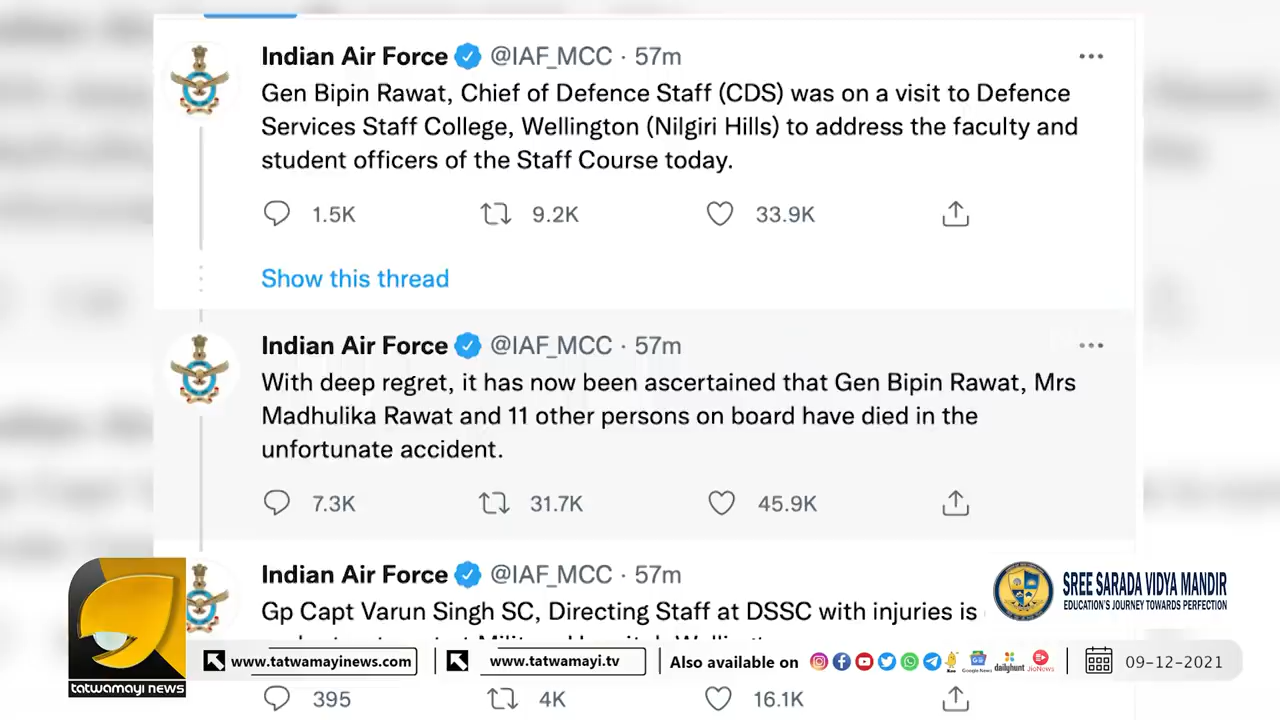 Indian Air Force @IAF_MCC · 57m
Gen Bipin Rawat, Chief of Defence Staff (CDS) was on a visit to Defence
Services Staff College, Wellington (Nilgiri Hills) to address the faculty and
student officers of the Staff Course today.
1.5K 9.2K 33.9K
Show this thread
Indian Air Force @IAF_MCC · 57m
With deep regret, it has now been ascertained that Gen Bipin Rawat, Mrs
Madhulika Rawat and 11 other persons on board have died in the
unfortunate accident.
7.3K 31.7K 45.9K
Indian Air Force @IAF_MCC · 57m
Gp Capt Varun Singh SC, Directing Staff at DSSC with injuries is
SREE SARADA VIDYA MANDIR
EDUCATION'S JOURNEY TOWARDS PERFECTION
tatwamayi news
www.tatwamayinews.com www.tatwamayi.tv Also available on Google News dailyhunt JioNews 09-12-2021
395 4K 16.1K